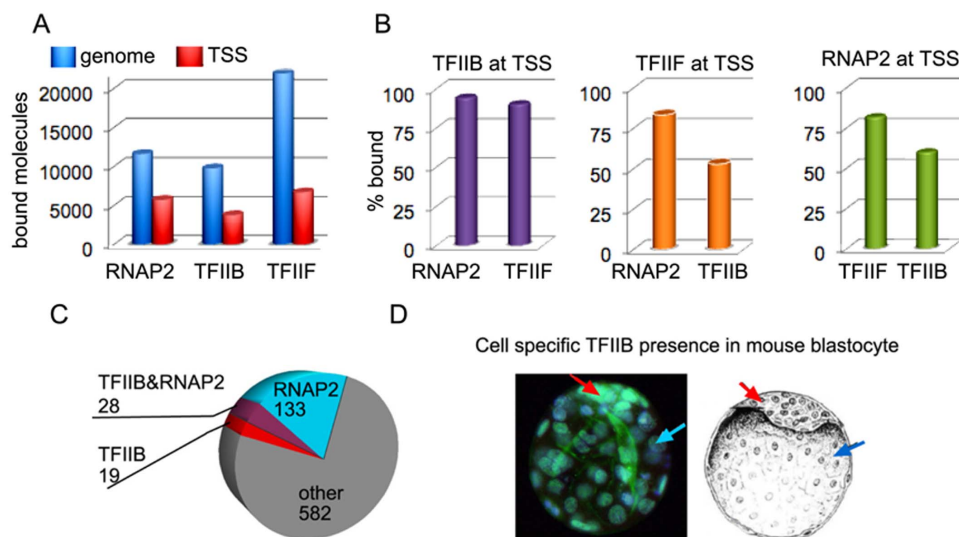 A
genome TSS
20000
15000
10000
5000
0
bound molecules
RNAP2 TFIIB TFIIF
B
TFIIB at TSS
100
75
50
25
0
% bound
RNAP2 TFIIF
TFIIF at TSS
100
75
50
25
0
RNAP2 TFIIB
RNAP2 at TSS
100
75
50
25
0
TFIIF TFIIB
C
TFIIB&RNAP2
28
TFIIB
19
RNAP2
133
other
582
D
Cell specific TFIIB presence in mouse blastocyte